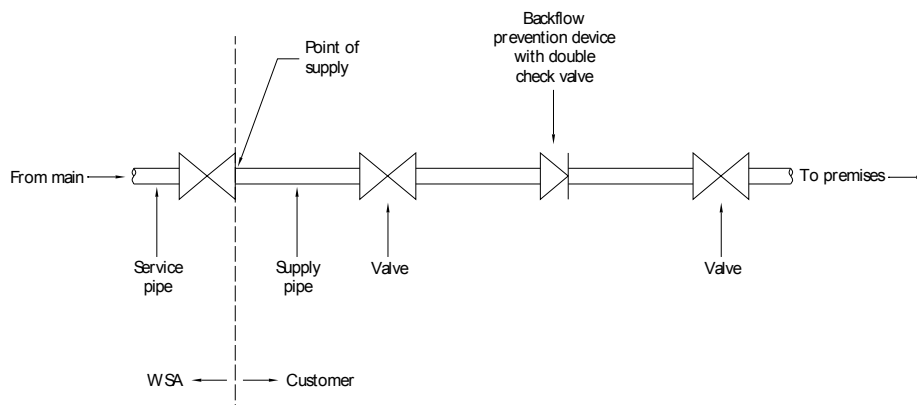 Backflow
prevention device
with double
check valve
Point of
supply
From main
To premises
Service
pipe
Supply
pipe
Valve
Valve
WSA
Customer